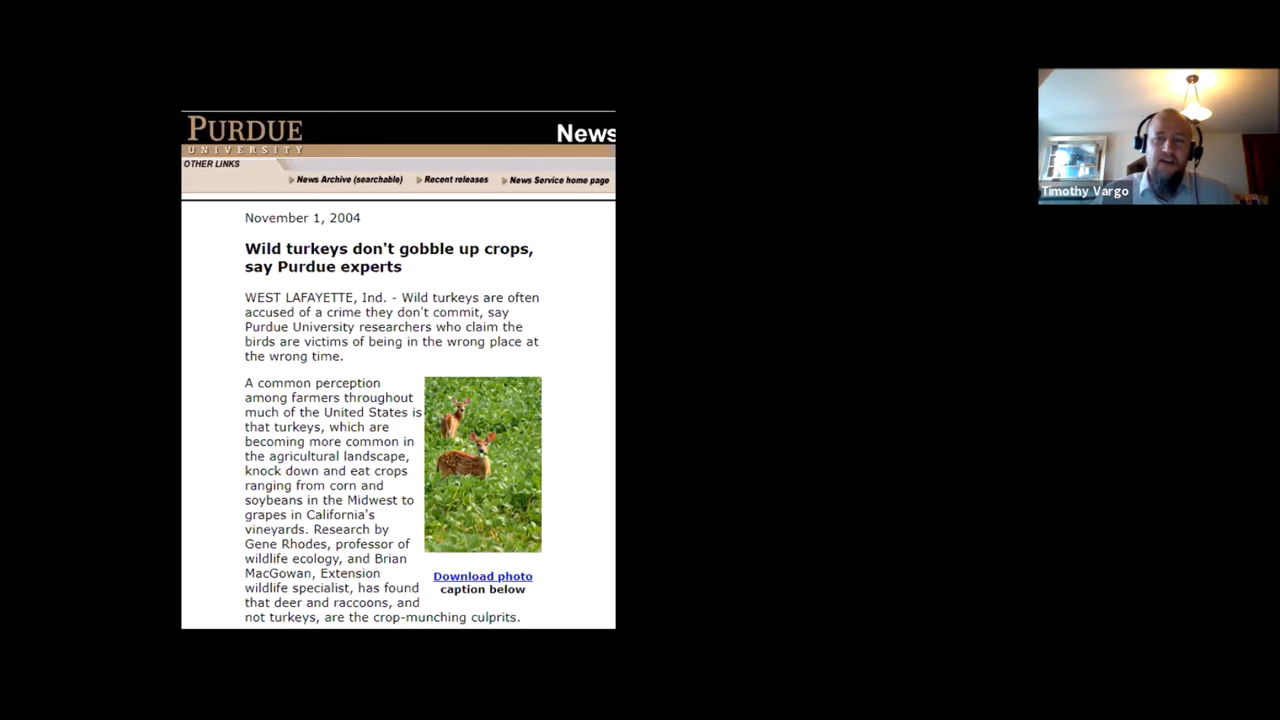 PURDUE
UNIVERSITY
News
OTHER LINKS
News Archive (searchable)
Recent releases
News Service home page
November 1, 2004
Wild turkeys don't gobble up crops,
say Purdue experts
WEST LAFAYETTE, Ind. - Wild turkeys are often
accused of a crime they don't commit, say
Purdue University researchers who claim the
birds are victims of being in the wrong place at
the wrong time.
A common perception
among farmers throughout
much of the United States is
that turkeys, which are
becoming more common in
the agricultural landscape,
knock down and eat crops
ranging from corn and
soybeans in the Midwest to
grapes in California's
vineyards. Research by
Gene Rhodes, professor of
wildlife ecology, and Brian
MacGowan, Extension
wildlife specialist, has found
that deer and raccoons, and
not turkeys, are the crop-munching culprits.
Download photo
caption below
Timothy Vargo